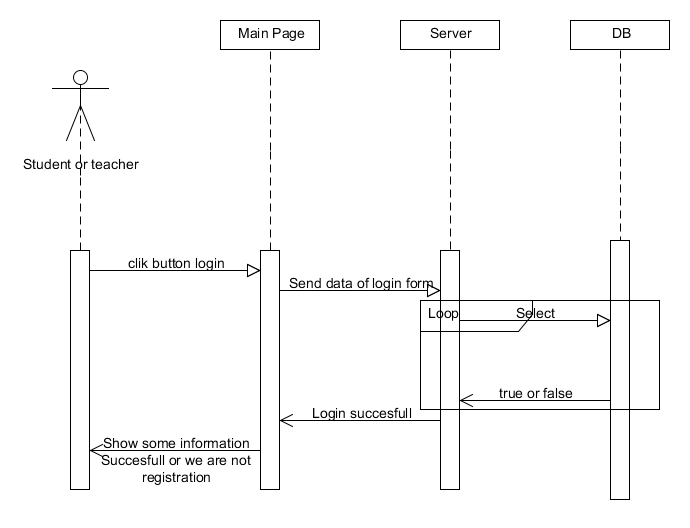 Main Page
Server
DB
Student or teacher
clik button login
Send data of login form
Loop
Select
true or false
Login succesfull
Show some information
Succesfull or we are not
registration